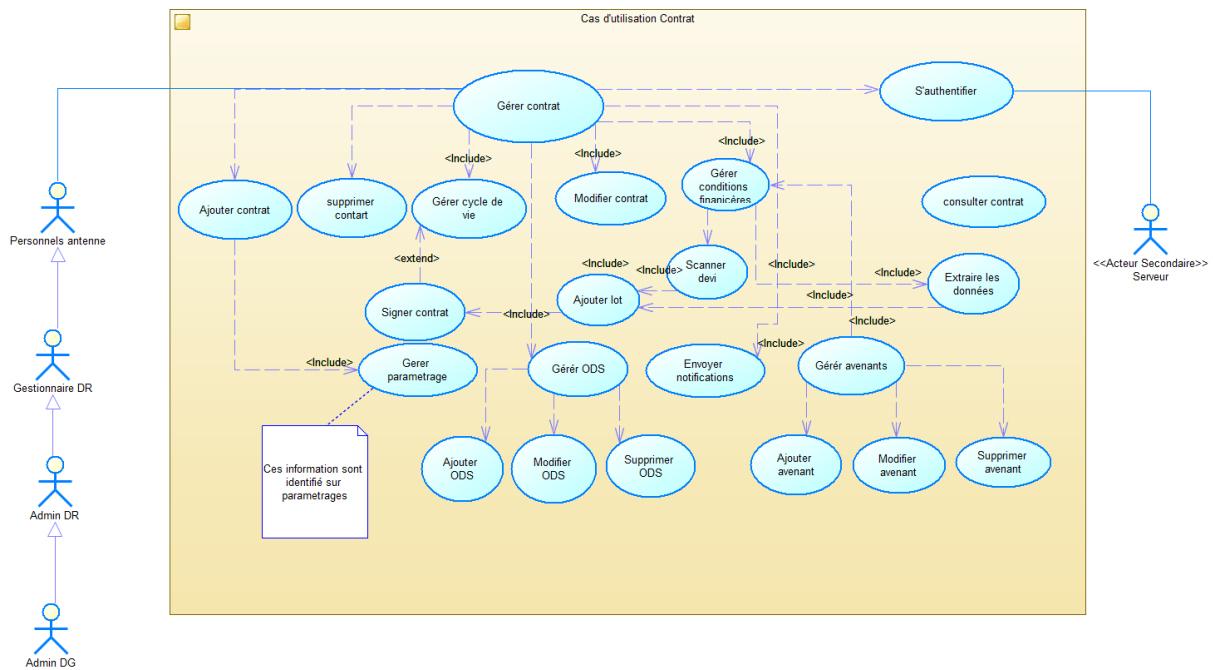 Cas d'utilisation Contrat
Gérer contrat
S'authentifier
<Include>
<Include>
<Include>
Ajouter contrat
supprimer
contart
Gérer cycle de
vie
Modifier contrat
Gérer
conditions
financiéres
consulter contrat
Personnels antenne
<<Acteur Secondaire>>
Serveur
<extend>
<Include>
<Include>
<Include>
Scanner
devi
Extraire les
données
Ajouter lot
<Include>
Signer contrat
<Include>
<Include>
<Include>
<Include>
Gerer
parametrage
Gérér ODS
Envoyer
notifications
Gérér avenants
Gestionnaire DR
Ces information sont
identifié sur
parametrages
Ajouter
ODS
Modifier
ODS
Supprimer
ODS
Ajouter
avenant
Modifier
avenant
Supprimer
avenant
Admin DR
Admin DG